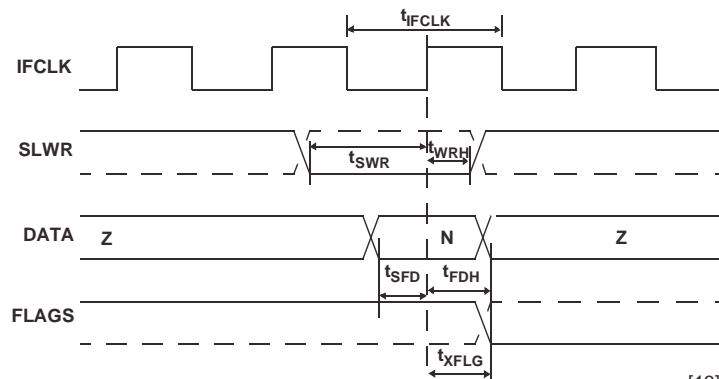 tIFCLK
IFCLK
SLWR
tSWR
tWRH
DATA
Z
N
Z
tSFD
tFDH
FLAGS
tXFLG